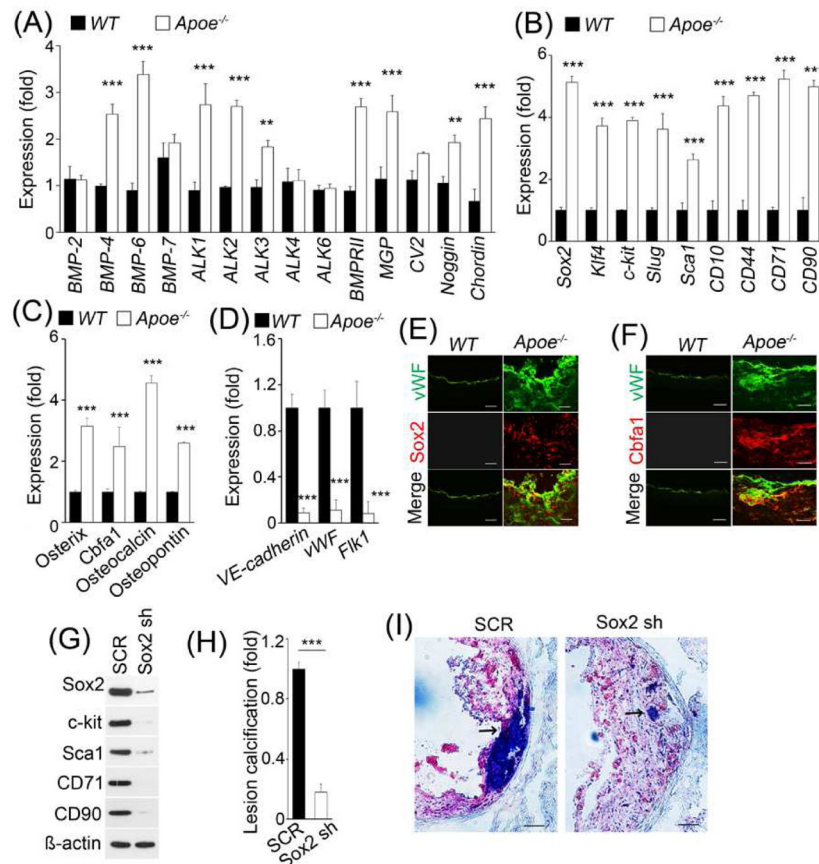 (A)
WT Apoe-/-
Expression (fold)
4
3
2
1
0
*** *** *** *** ** *** *** ** ***
BMP-2 BMP-4 BMP-6 BMP-7 ALK1 ALK2 ALK3 ALK4 ALK6 BMPRII MGP CV2 Noggin Chordin
(B)
WT Apoe-/-
Expression (fold)
6
4
2
0
*** *** *** *** *** *** *** *** ***
Sox2 Klf4 c-kit Slug Sca1 CD10 CD44 CD71 CD90
(C)
WT Apoe-/-
Expression (fold)
6
4
2
0
*** *** *** ***
Osterix Cbfa1 Osteocalcin Osteopontin
(D)
WT Apoe-/-
Expression (fold)
1.6
1.2
0.8
0.4
0
*** *** ***
VE-cadherin vWF Flk1
(E)
WT Apoe-/-
vWF
Sox2
Merge
(F)
WT Apoe-/-
vWF
Cbfa1
Merge
(G)
SCR Sox2 sh
Sox2
c-kit
Sca1
CD71
CD90
ß-actin
(H)
Lesion calcification (fold)
1.2
0.8
0.4
0
***
SCR Sox2 sh
(I)
SCR Sox2 sh